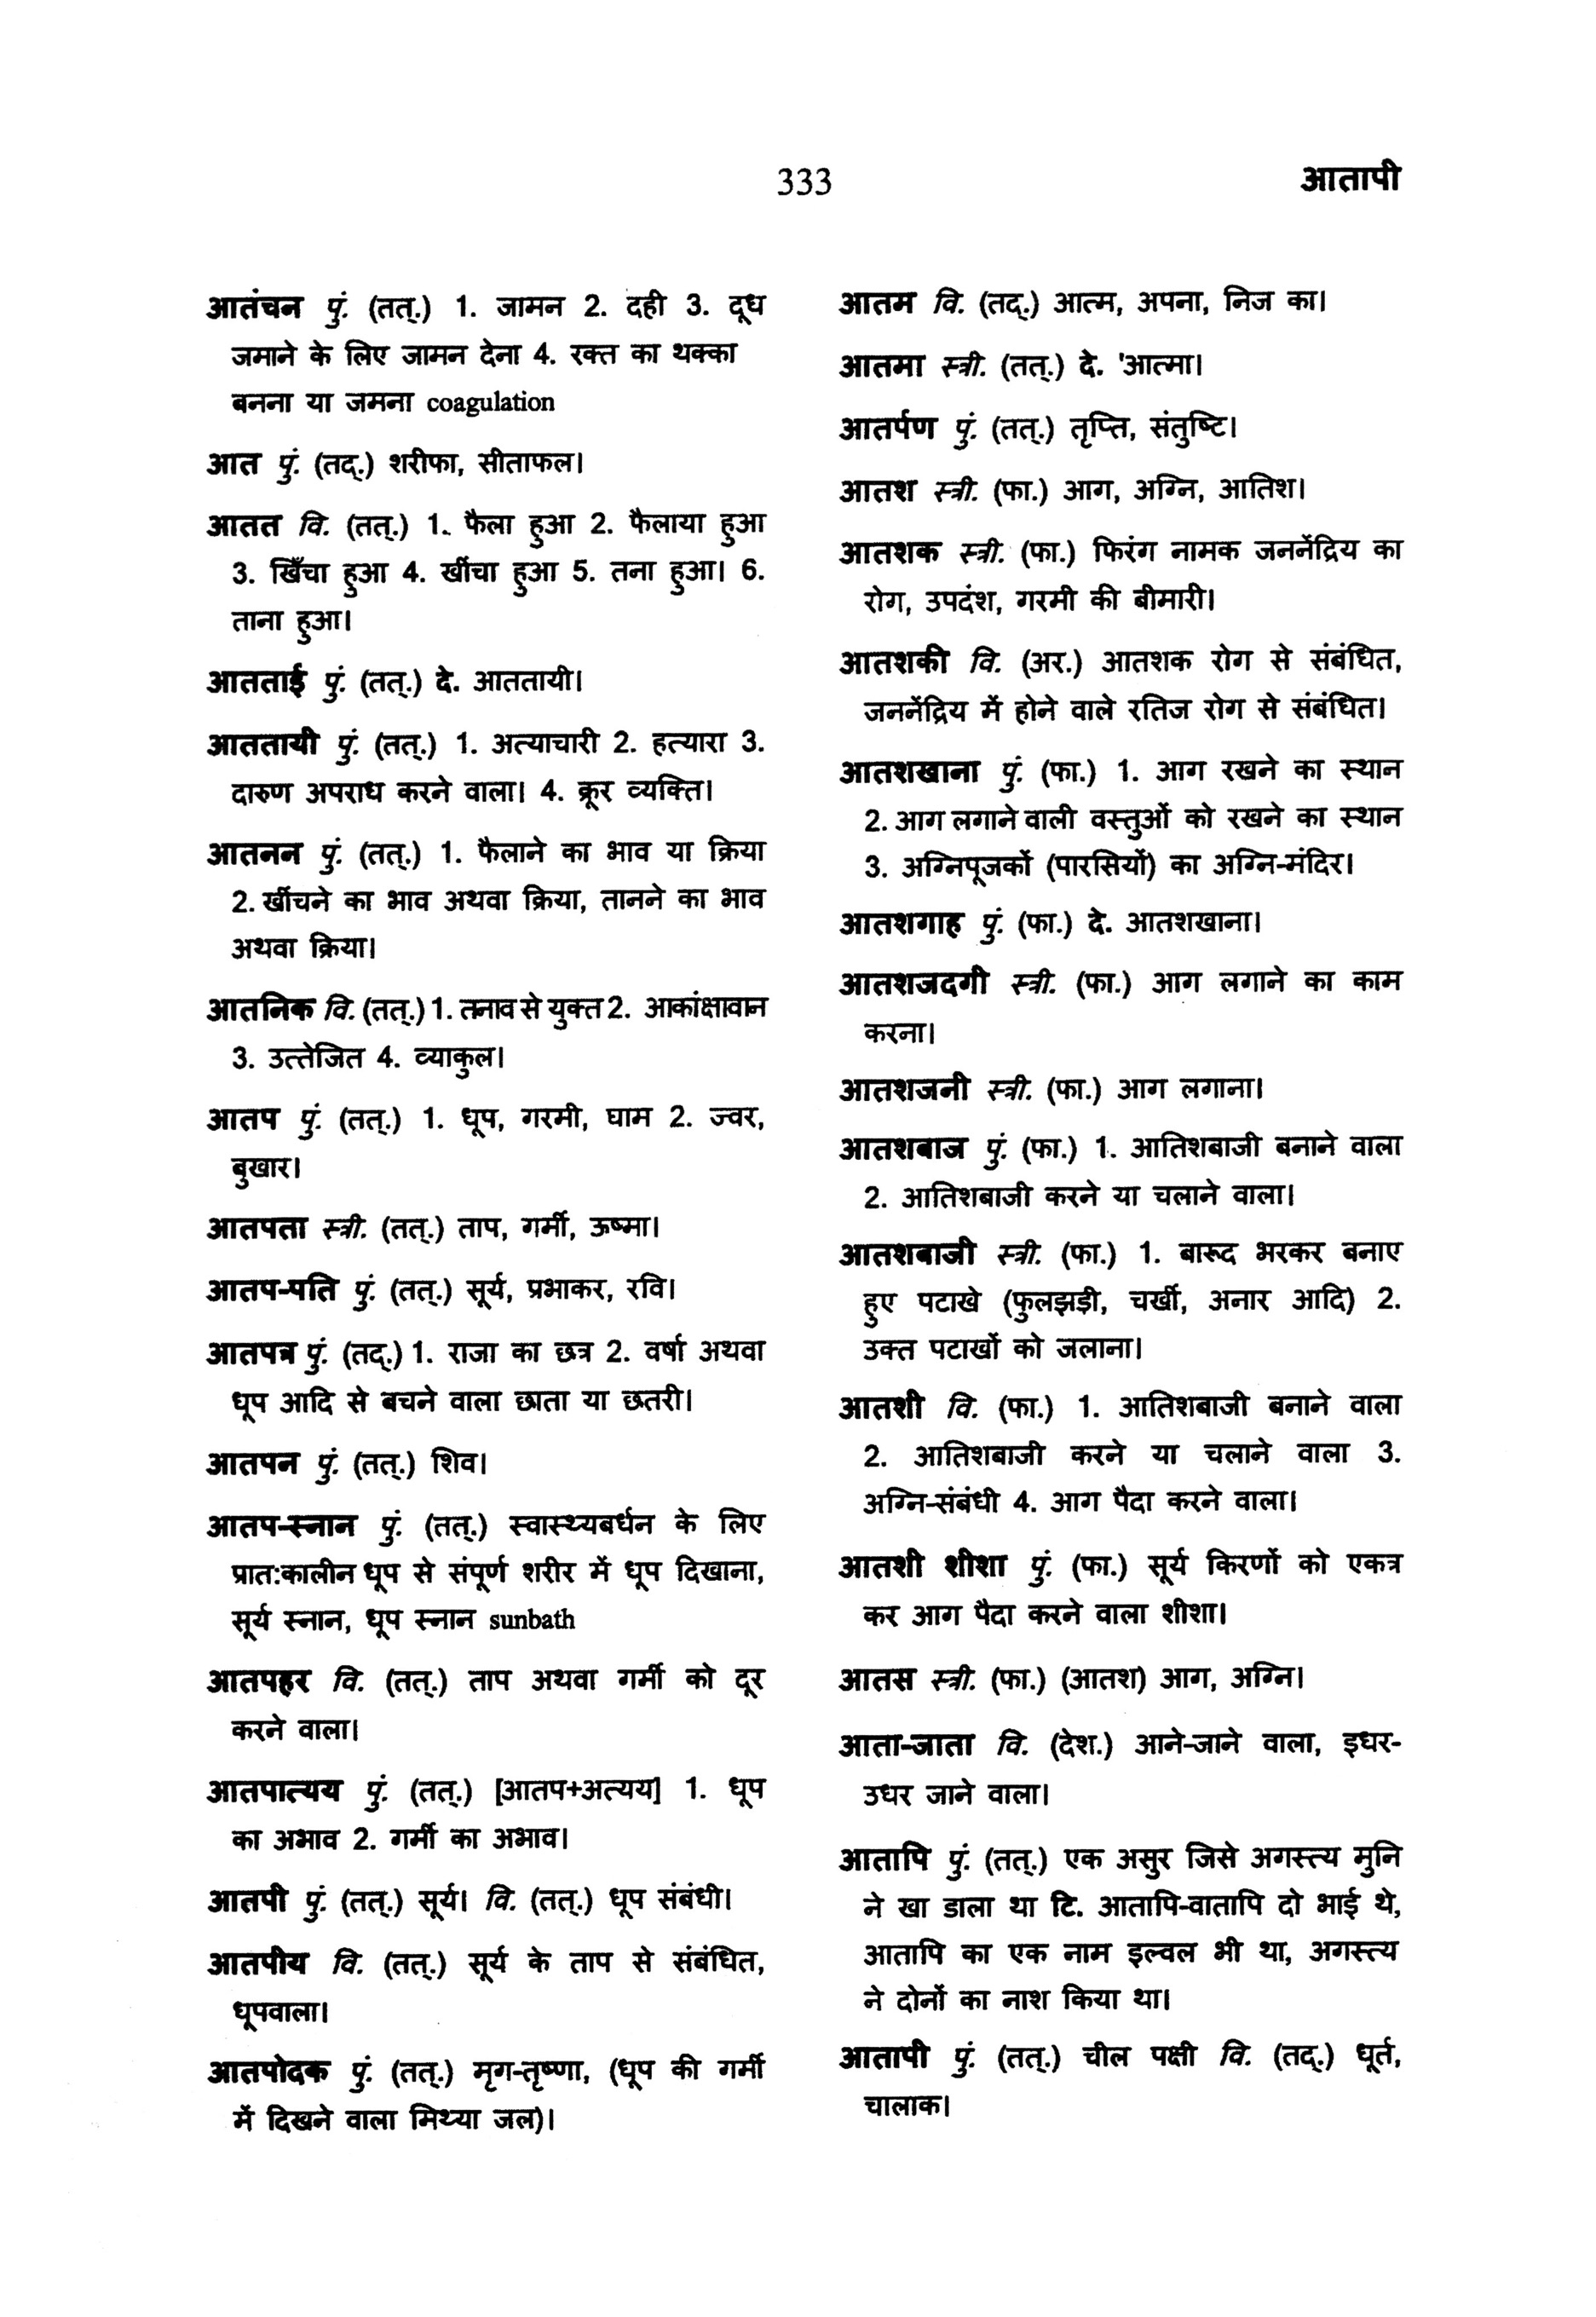 333
आतापी
आतंचन पुं. (तत्.) 1. जामन 2. दही 3. दूध
जमाने के लिए जामन देना 4. रक्त का थक्का
बनना या जमना coagulation
आत पुं. (तद्.) शरीफा, सीताफल।
आतत वि. (तत्.) 1. फैला हुआ 2. फैलाया हुआ
3. खिँचा हुआ 4. खींचा हुआ 5. तना हुआ। 6.
ताना हुआ।
आतताई पुं. (तत्.) दे. आततायी।
आततायी पुं. (तत्.) 1. अत्याचारी 2. हत्यारा 3.
दारुण अपराध करने वाला। 4. क्रूर व्यक्ति।
आतनन पुं. (तत्.) 1. फैलाने का भाव या क्रिया
2. खींचने का भाव अथवा क्रिया, तानने का भाव
अथवा क्रिया।
आतनिक वि. (तत्.) 1. तनाव से युक्त 2. आकांक्षावान
3. उत्तेजित 4. व्याकुल।
आतप पुं. (तत्.) 1. धूप, गरमी, घाम 2. ज्वर,
बुखार।
आतपता स्त्री. (तत्.) ताप, गर्मी, ऊष्मा।
आतप-पति पुं. (तत्.) सूर्य, प्रभाकर, रवि।
आतपत्र पुं. (तद्.) 1. राजा का छत्र 2. वर्षा अथवा
धूप आदि से बचने वाला छाता या छतरी।
आतपन पुं. (तत्.) शिव।
आतप-स्नान पुं. (तत्.) स्वास्थ्यबर्धन के लिए
प्रात:कालीन धूप से संपूर्ण शरीर में धूप दिखाना,
सूर्य स्नान, धूप स्नान sunbath
आतपहर वि. (तत्.) ताप अथवा गर्मी को दूर
करने वाला।
आतपात्यय पुं. (तत्.) [आतप+अत्यय] 1. धूप
का अभाव 2. गर्मी का अभाव।
आतपी पुं. (तत्.) सूर्य। वि. (तत्.) धूप संबंधी।
आतपीय वि. (तत्.) सूर्य के ताप से संबंधित,
धूपवाला।
आतपोदक पुं. (तत्.) मृग-तृष्णा, (धूप की गर्मी
में दिखने वाला मिथ्या जल)।
आतम वि. (तद्.) आत्म, अपना, निज का।
आतमा स्त्री. (तत्.) दे. 'आत्मा।
आतर्पण पुं. (तत्.) तृप्ति, संतुष्टि।
आतश स्त्री. (फा.) आग, अग्नि, आतिश।
आतशक स्त्री. (फा.) फिरंग नामक जननेंद्रिय का
रोग, उपदंश, गरमी की बीमारी।
आतशकी वि. (अर.) आतशक रोग से संबंधित,
जननेंद्रिय में होने वाले रतिज रोग से संबंधित।
आतशखाना पुं. (फा.) 1. आग रखने का स्थान
2. आग लगाने वाली वस्तुओं को रखने का स्थान
3. अग्निपूजकों (पारसियों) का अग्नि-मंदिर।
आतशगाह पुं. (फा.) दे. आतशखाना।
आतशजदगी स्त्री. (फा.) आग लगाने का काम
करना।
आतशजनी स्त्री. (फा.) आग लगाना।
आतशबाज पुं. (फा.) 1. आतिशबाजी बनाने वाला
2. आतिशबाजी करने या चलाने वाला।
आतशबाजी स्त्री. (फा.) 1. बारूद भरकर बनाए
हुए पटाखे (फुलझड़ी, चर्खी, अनार आदि) 2.
उक्त पटाखों को जलाना।
आतशी वि. (फा.) 1. आतिशबाजी बनाने वाला
2. आतिशबाजी करने या चलाने वाला 3.
अग्नि-संबंधी 4. आग पैदा करने वाला।
आतशी शीशा पुं. (फा.) सूर्य किरणों को एकत्र
कर आग पैदा करने वाला शीशा।
आतस स्त्री. (फा.) (आतश) आग, अग्नि।
आता-जाता वि. (देश.) आने-जाने वाला, इधर-
उधर जाने वाला।
आतापि पुं. (तत्.) एक असुर जिसे अगस्त्य मुनि
ने खा डाला था टि. आतापि-वातापि दो भाई थे,
आतापि का एक नाम इल्वल भी था, अगस्त्य
ने दोनों का नाश किया था।
आतापी पुं. (तत्.) चील पक्षी वि. (तद्.) धूर्त,
चालाक।